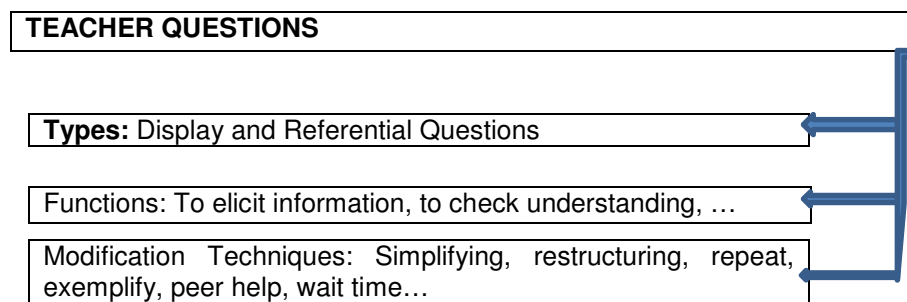 TEACHER QUESTIONS
Types: Display and Referential Questions
Functions: To elicit information, to check understanding, …
Modification Techniques: Simplifying, restructuring, repeat,
exemplify, peer help, wait time…